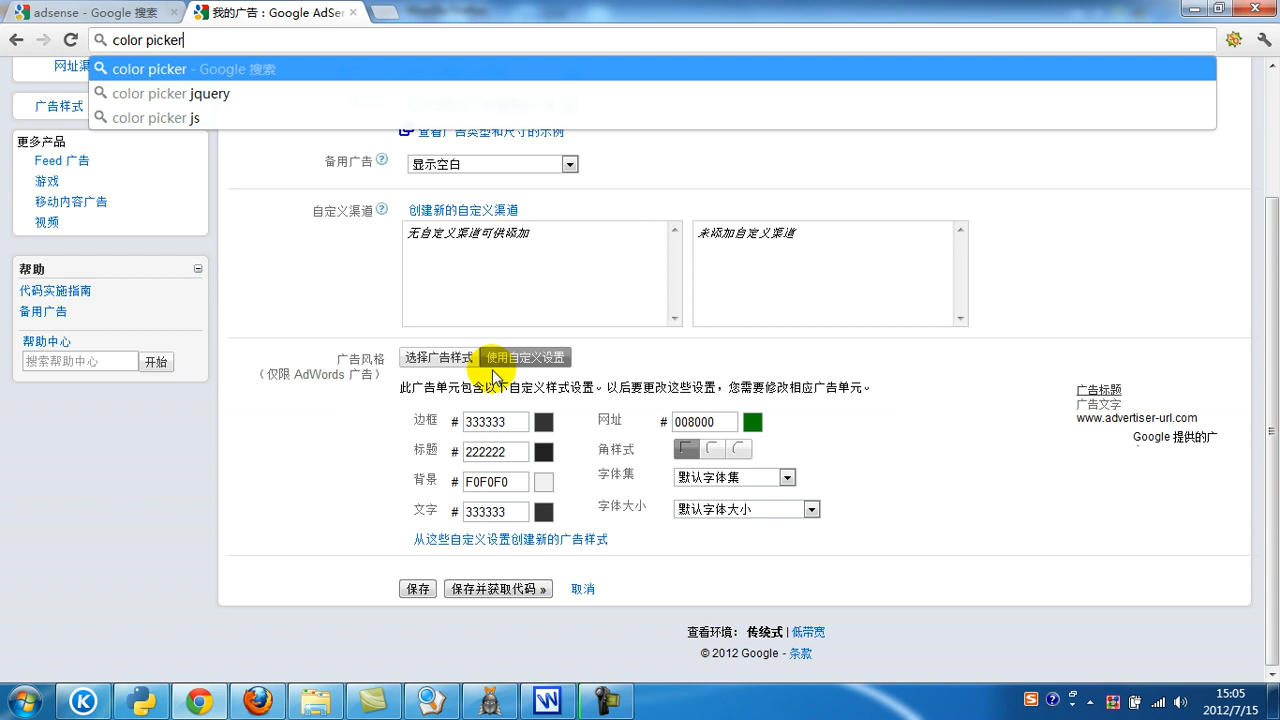 adsense - Google 搜索
我的广告 : Google AdSen
color picker
网址渠
color picker - Google 搜索
color picker jquery
广告样式
color picker js
查看广告类型和尺寸的示例
更多产品
Feed 广告
游戏
移动内容广告
视频
备用广告
显示空白
自定义渠道
创建新的自定义渠道
无自定义渠道可供添加
未添加自定义渠道
帮助
代码实施指南
备用广告
帮助中心
搜索帮助中心 开始
广告风格
(仅限 AdWords 广告)
选择广告样式 使用自定义设置
此广告单元包含以下自定义样式设置。以后要更改这些设置，您需要修改相应广告单元。
边框 # 333333
网址 # 008000
标题 # 222222
角样式
背景 # F0F0F0
字体集 默认字体集
文字 # 333333
字体大小 默认字体大小
从这些自定义设置创建新的广告样式
广告标题
广告文字
www.advertiser-url.com
Google 提供的广
保存 保存并获取代码 » 取消
查看环境： 传统式 | 低带宽
© 2012 Google - 条款
15:05
2012/7/15